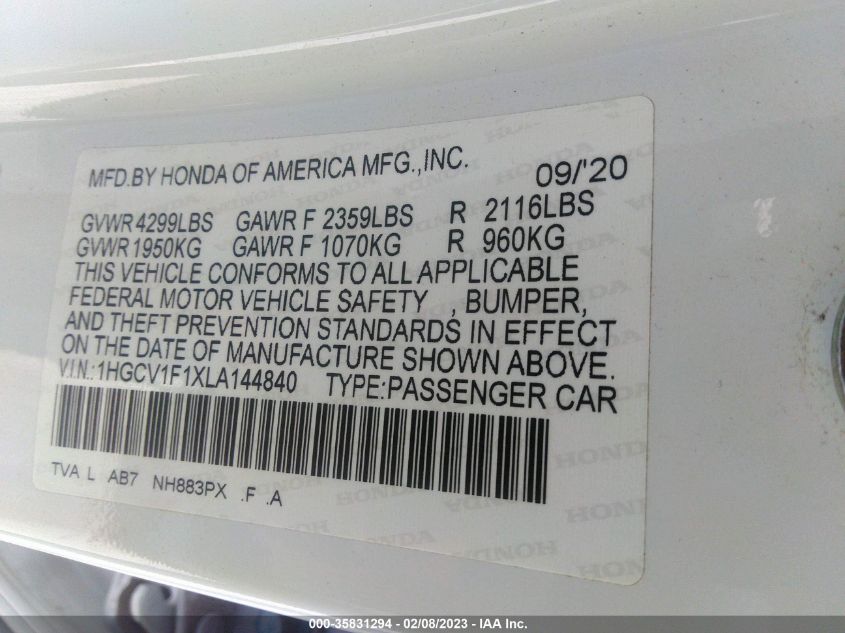 MFD.BY HONDA OF AMERICA MFG.,INC. 09/'20
GVWR 4299LBS GAWR F 2359LBS R 2116LBS
GVWR 1950KG GAWR F 1070KG R 960KG
THIS VEHICLE CONFORMS TO ALL APPLICABLE
FEDERAL MOTOR VEHICLE SAFETY , BUMPER,
AND THEFT PREVENTION STANDARDS IN EFFECT
ON THE DATE OF MANUFACTURE SHOWN ABOVE.
V.I.N.:1HGCV1F1XLA144840 TYPE:PASSENGER CAR
TVA L AB7 NH883PX .F .A
HONDA
000-35831294 - 02/08/2023 - IAA Inc.